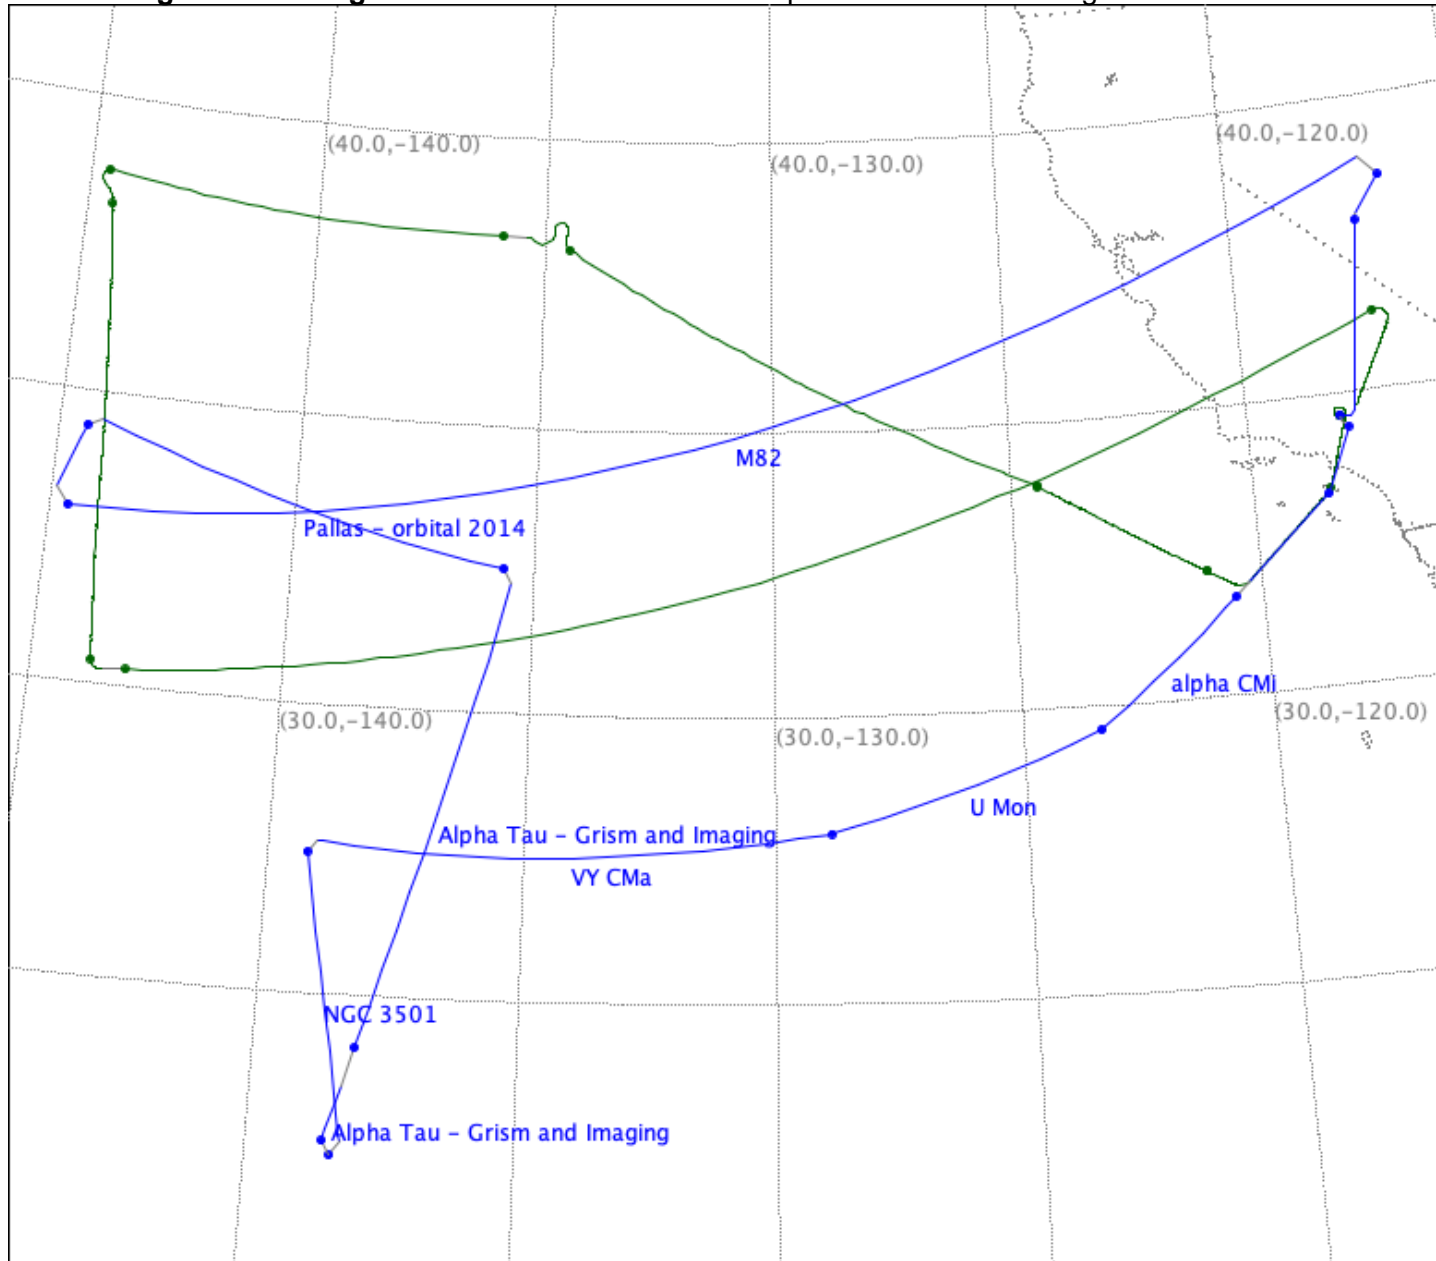 (40.0,-140.0)
(40.0,-120.0)
(40.0,-130.0)
M82
Pallas - orbital 2014
alpha CMi
(30.0,-140.0)
(30.0,-120.0)
(30.0,-130.0)
U Mon
Alpha Tau - Grism and Imaging
VY CMa
NGC 3501
Alpha Tau - Grism and Imaging